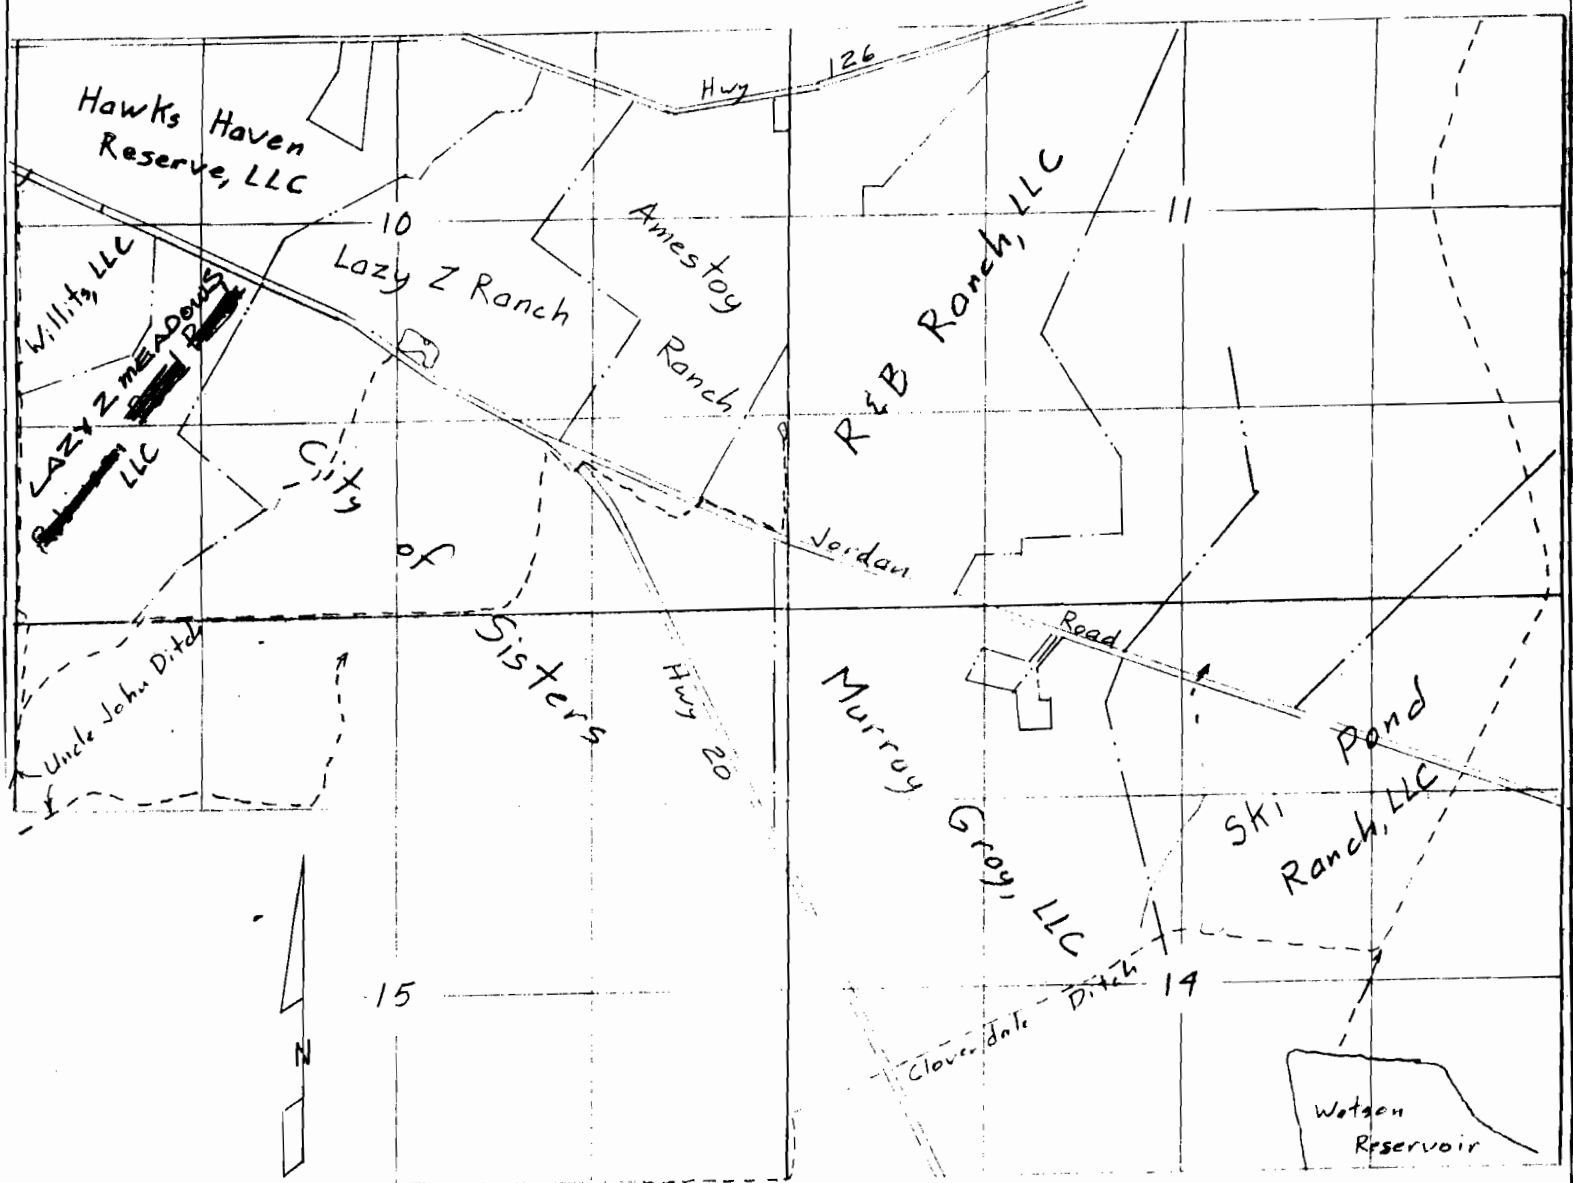 Hwy 126
Hawks Haven
Reserve, LLC
10
11
Amestoy
Ranch
R&B Ranch, LLC
Lazy Z Ranch
Willits, LLC
LAZY Z MEADOWS
LLC
City
of
Sisters
Jordan
Road
Uncle John Ditch
Hwy 20
Murray
Gray, LLC
Ski Pond
Ranch, LLC
15
14
Cloverdale Ditch
N
Watson
Reservoir